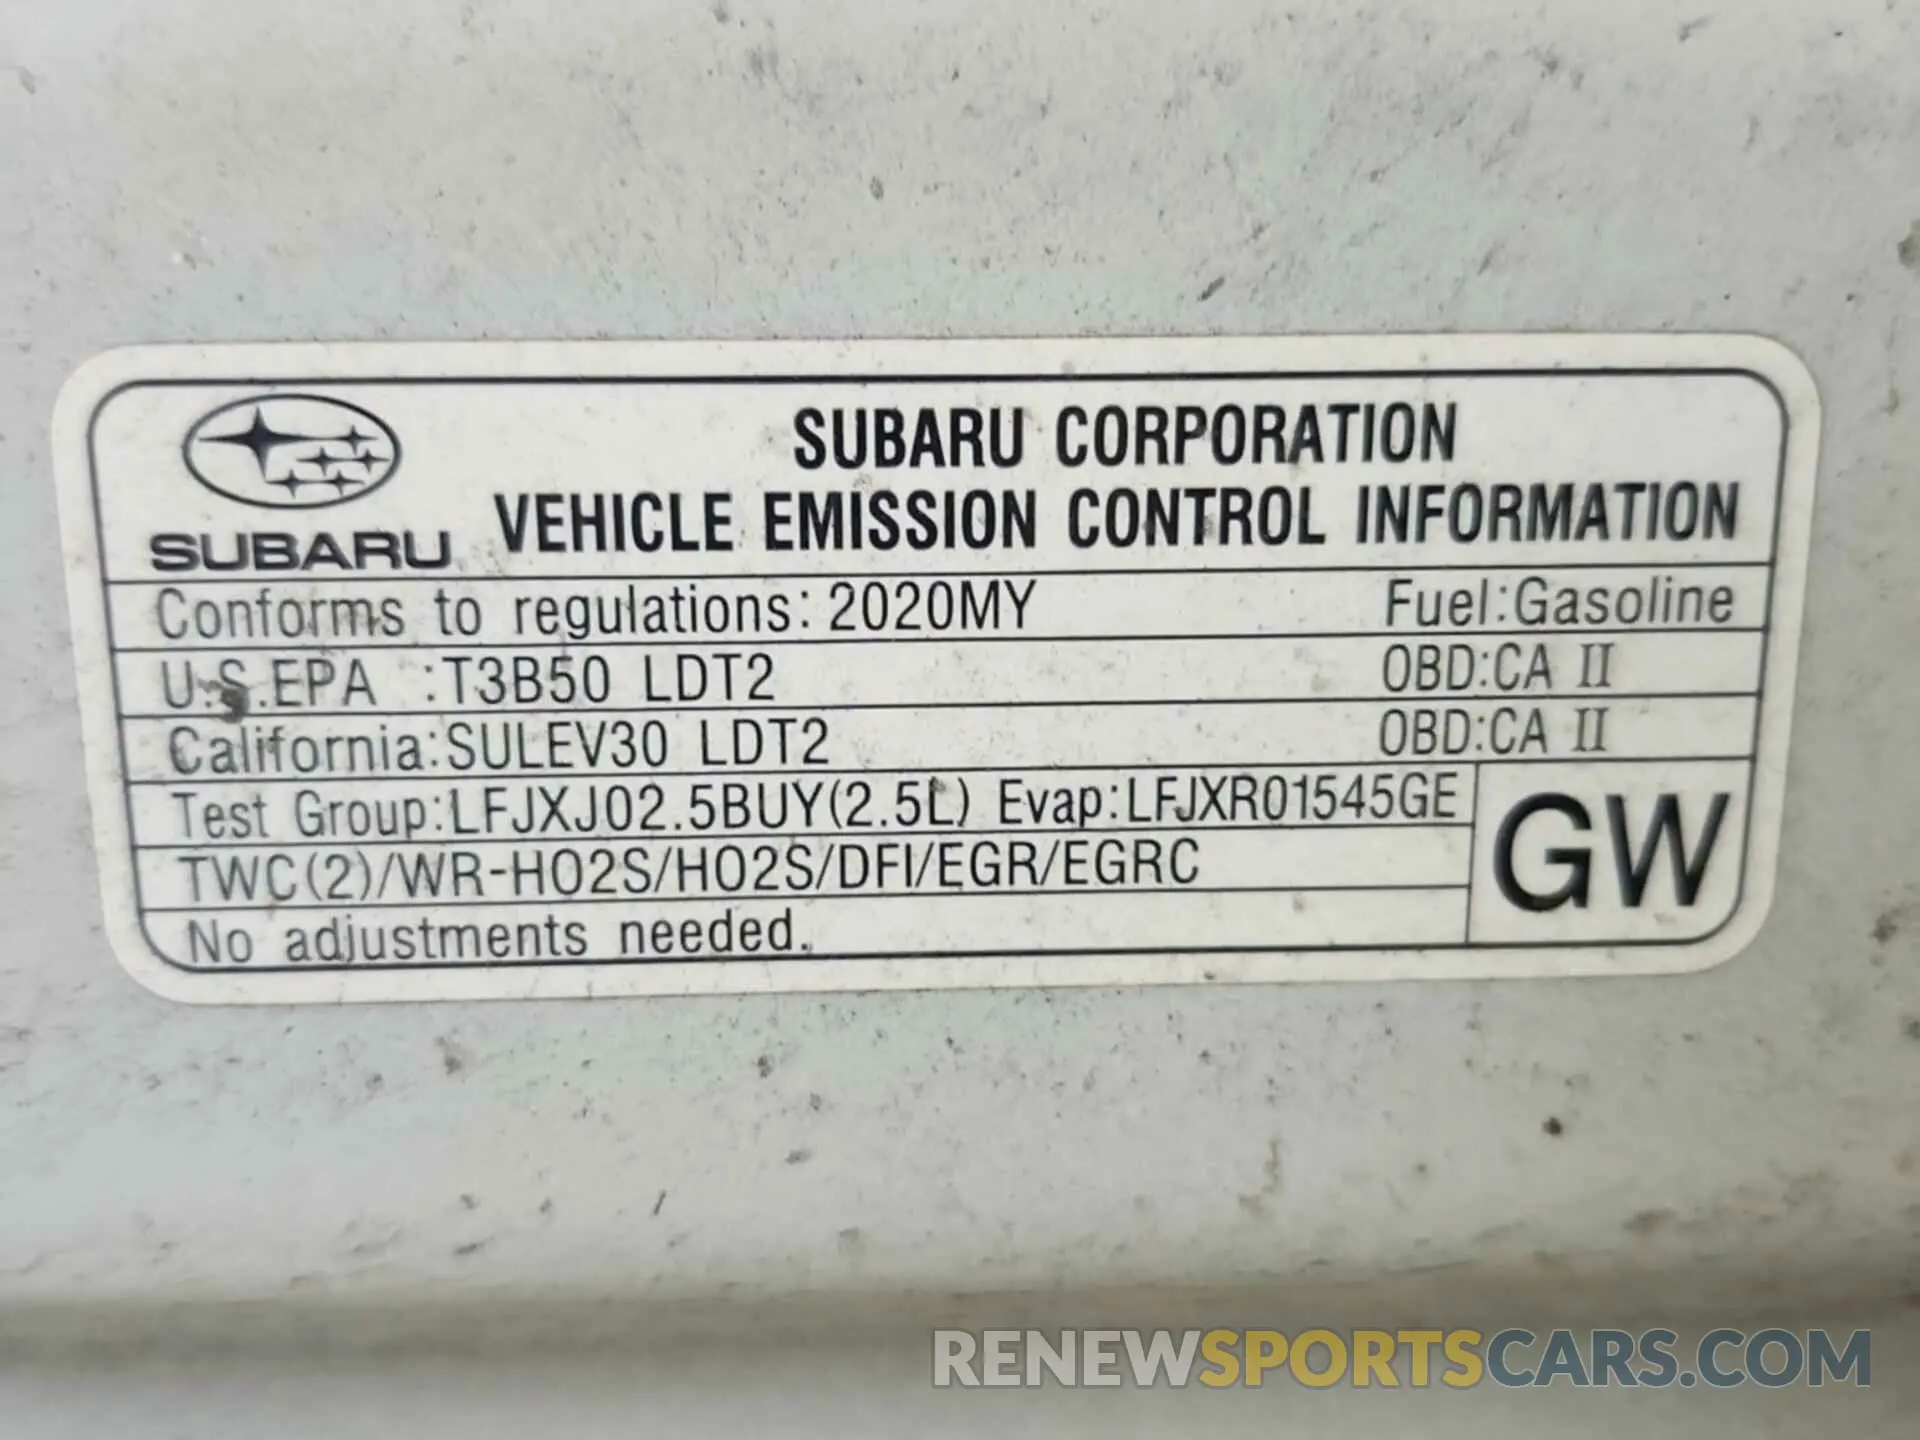 SUBARU CORPORATION
SUBARU VEHICLE EMISSION CONTROL INFORMATION
Conforms to regulations: 2020MY Fuel:Gasoline
U.S.EPA :T3B50 LDT2 OBD:CA II
California:SULEV30 LDT2 OBD:CA II
Test Group:LFJXJ02.5BUY(2.5L) Evap:LFJXR01545GE
GW
TWC(2)/WR-HO2S/HO2S/DFI/EGR/EGRC
No adjustments needed.
RENEWSPORTSCARS.COM